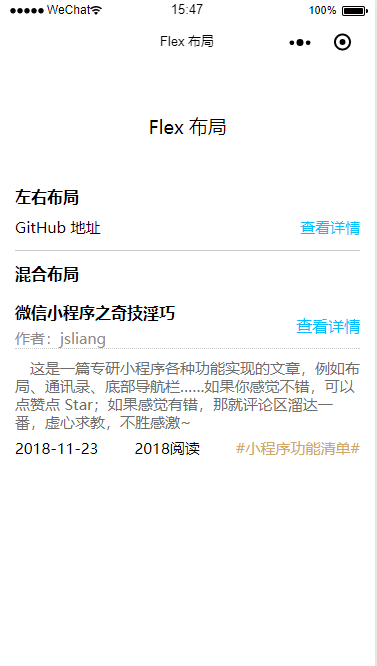 WeChat 15:47 100%
Flex 布局
Flex 布局
左右布局
GitHub 地址 查看详情
混合布局
微信小程序之奇技淫巧
查看详情
作者：jsliang
这是一篇专研小程序各种功能实现的文章，例如布
局、通讯录、底部导航栏……如果你感觉不错，可以
点赞点 Star；如果感觉有错，那就评论区溜达一
番，虚心求教，不胜感激~
2018-11-23 2018阅读 #小程序功能清单#